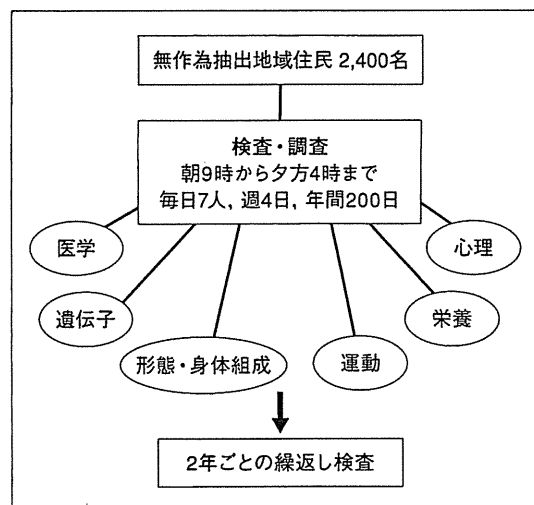 無作為抽出地域住民 2,400名
検査・調査
朝9時から夕方4時まで
毎日7人, 週4日, 年間200日
医学
心理
遺伝子
栄養
形態・身体組成
運動
2年ごとの繰返し検査